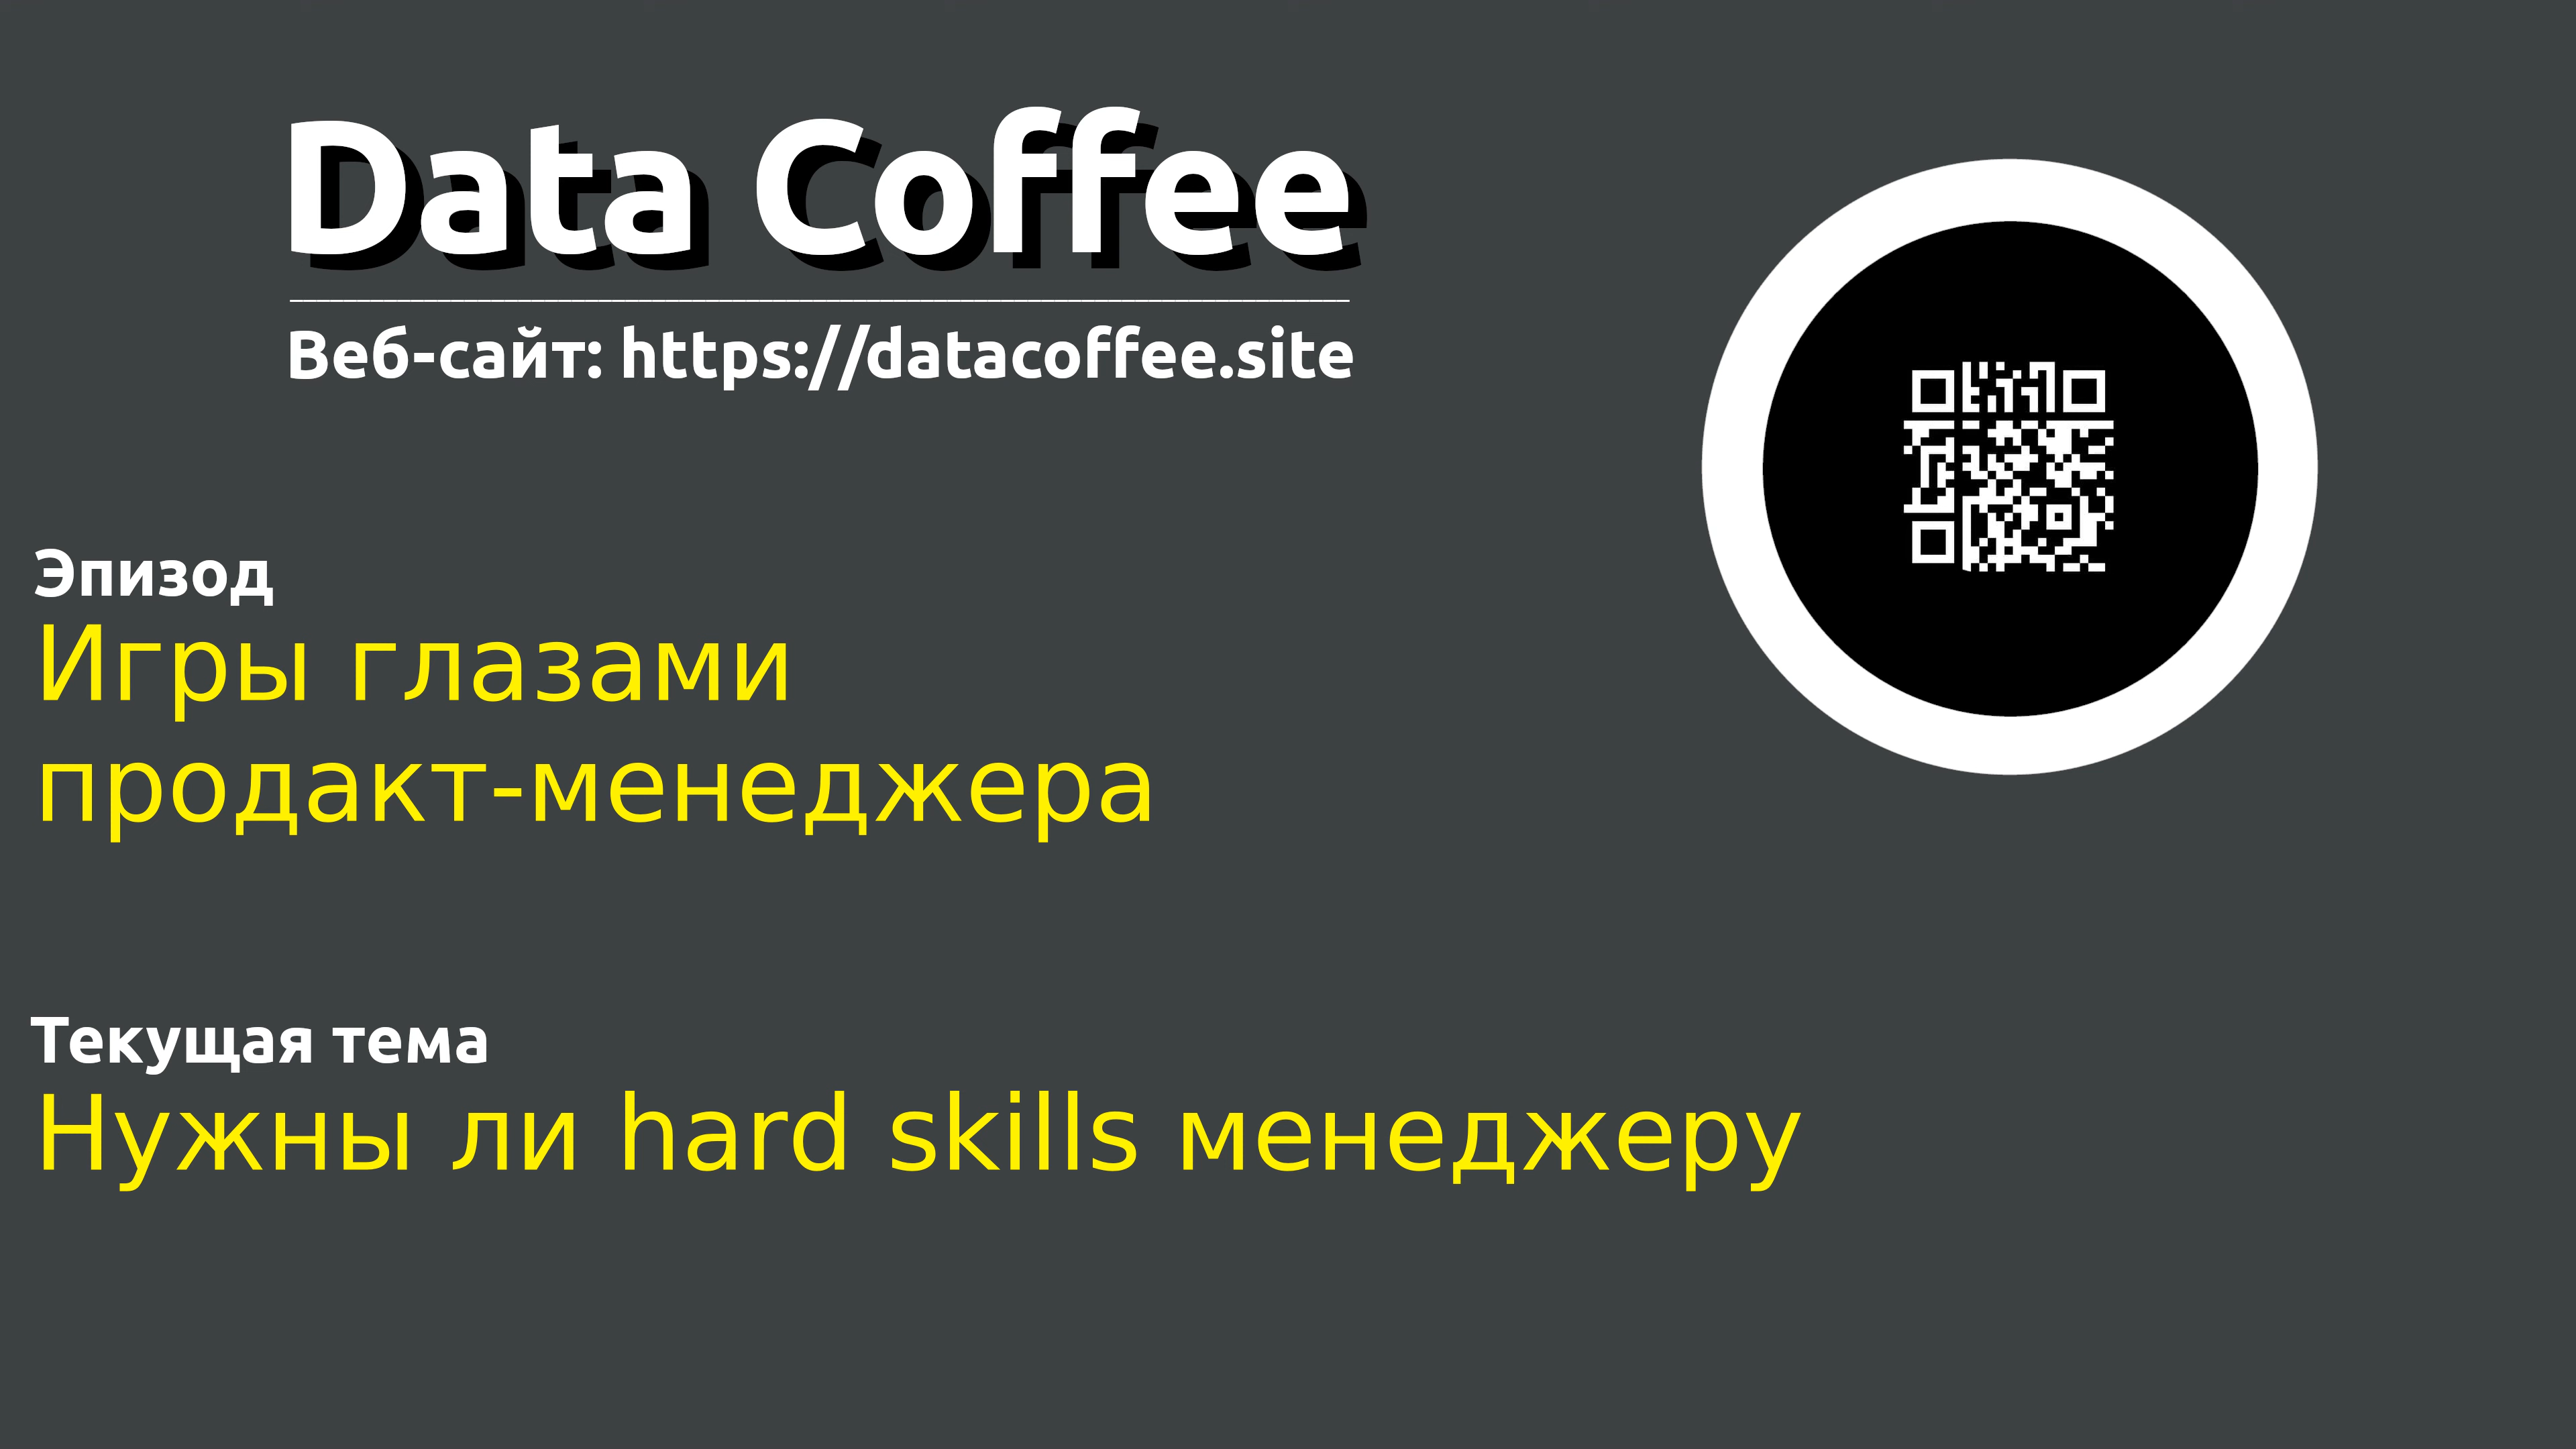 Data Coffee
Веб-сайт: https://datacoffee.site
Эпизод
Игры глазами
продакт-менеджера
Текущая тема
Нужны ли hard skills менеджеру